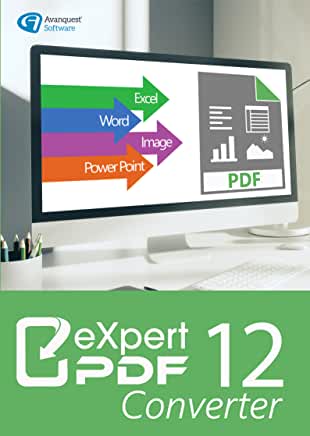 Avanquest®
Software
Excel
Word
Image
Power Point
PDF
eXpert
PDF
12
Converter